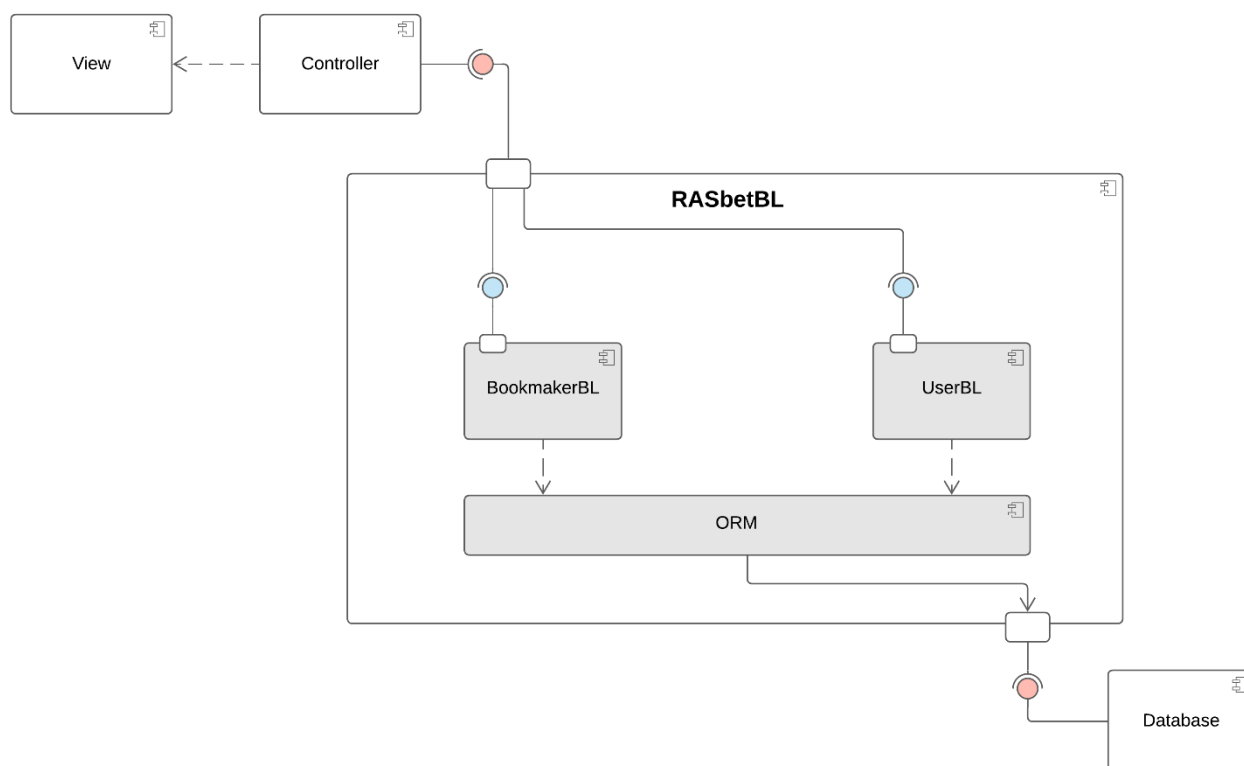 View
Controller
RASbetBL
BookmakerBL
UserBL
ORM
Database